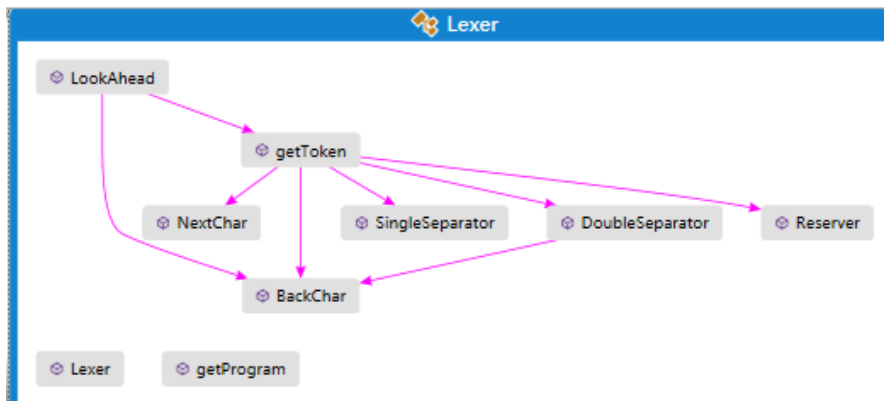 Lexer
LookAhead
getToken
NextChar
SingleSeparator
DoubleSeparator
Reserver
BackChar
Lexer
getProgram